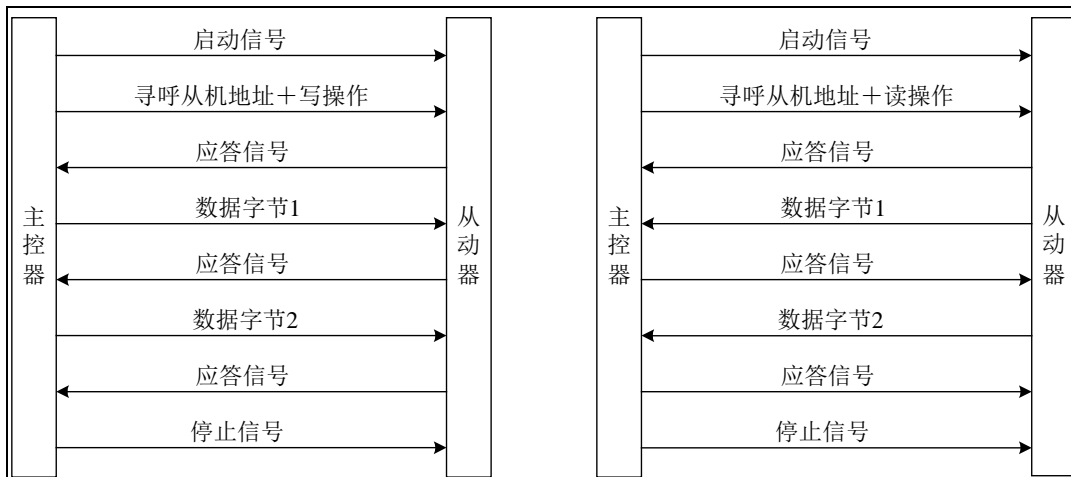 启动信号
寻呼从机地址＋写操作
应答信号
数据字节1
应答信号
数据字节2
应答信号
停止信号
主控器
从动器
启动信号
寻呼从机地址＋读操作
应答信号
数据字节1
应答信号
数据字节2
应答信号
停止信号
主控器
从动器